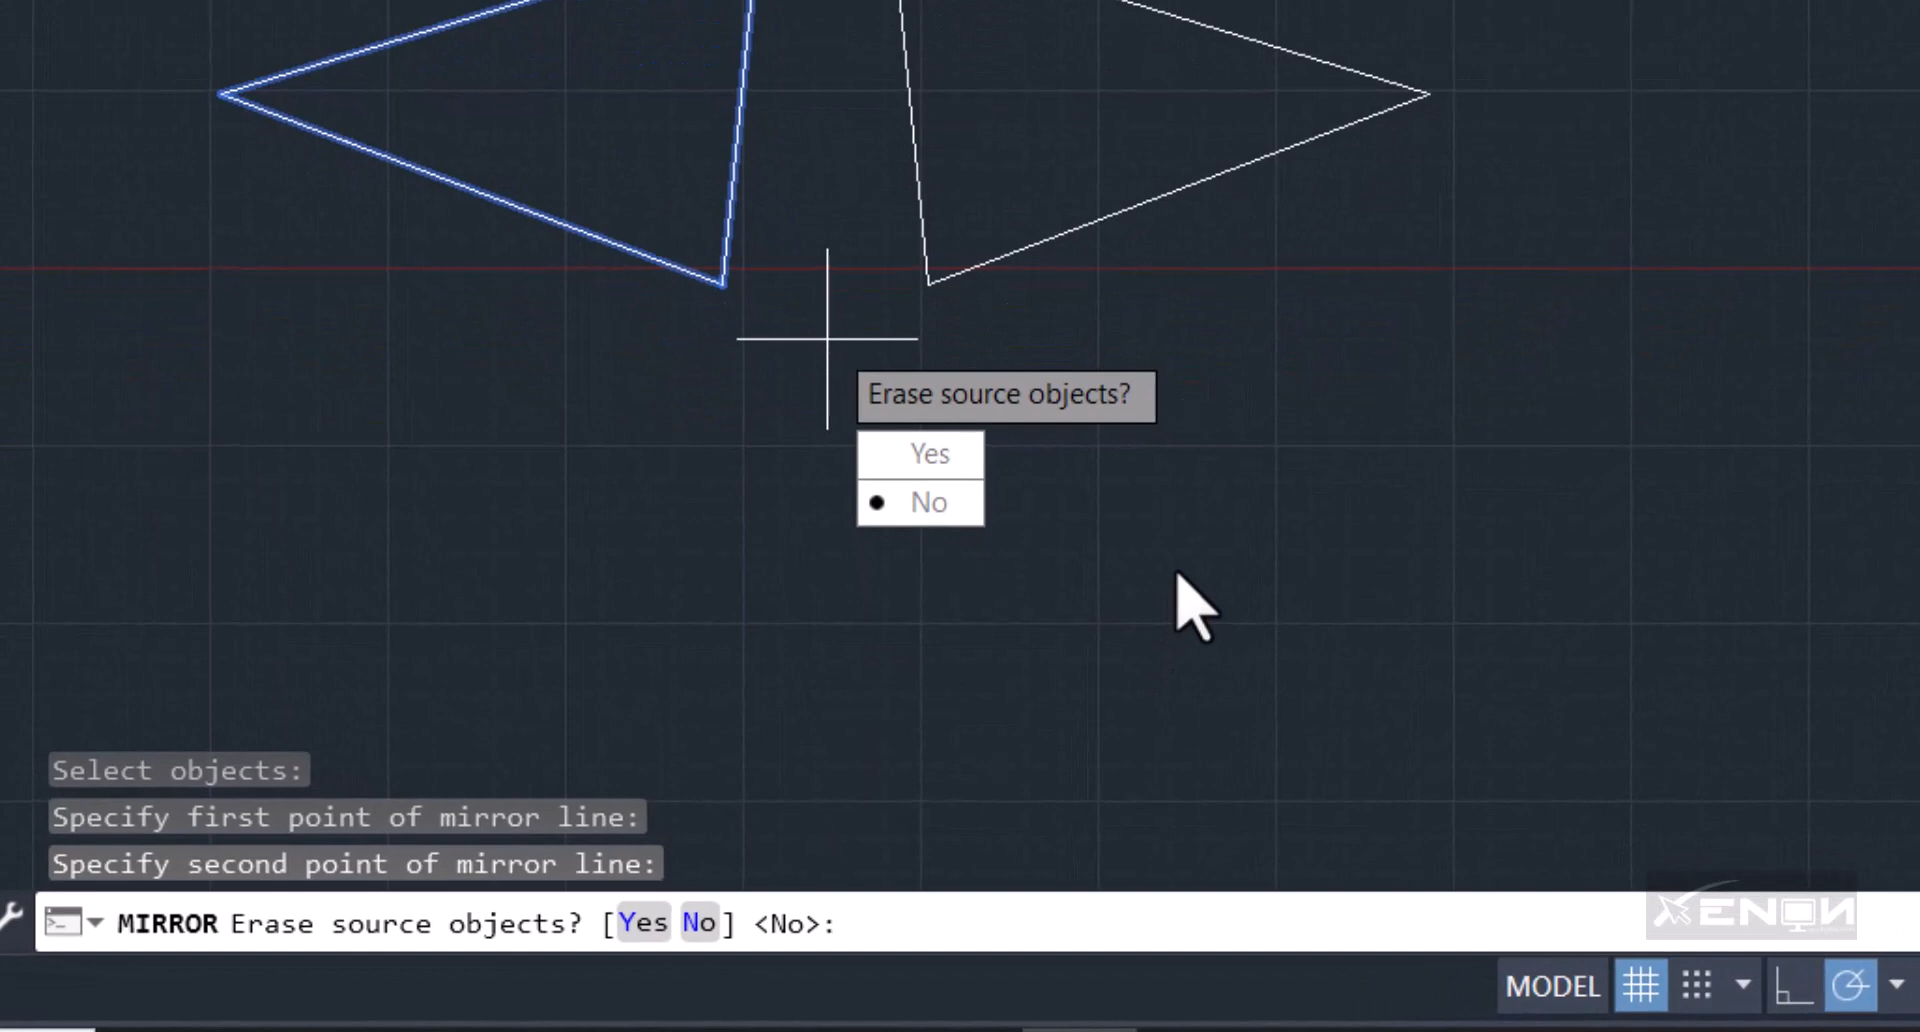 Erase source objects?
Yes
No
Select objects:
Specify first point of mirror line:
Specify second point of mirror line:
MIRROR Erase source objects? [Yes No] <No>:
XENON
MODEL